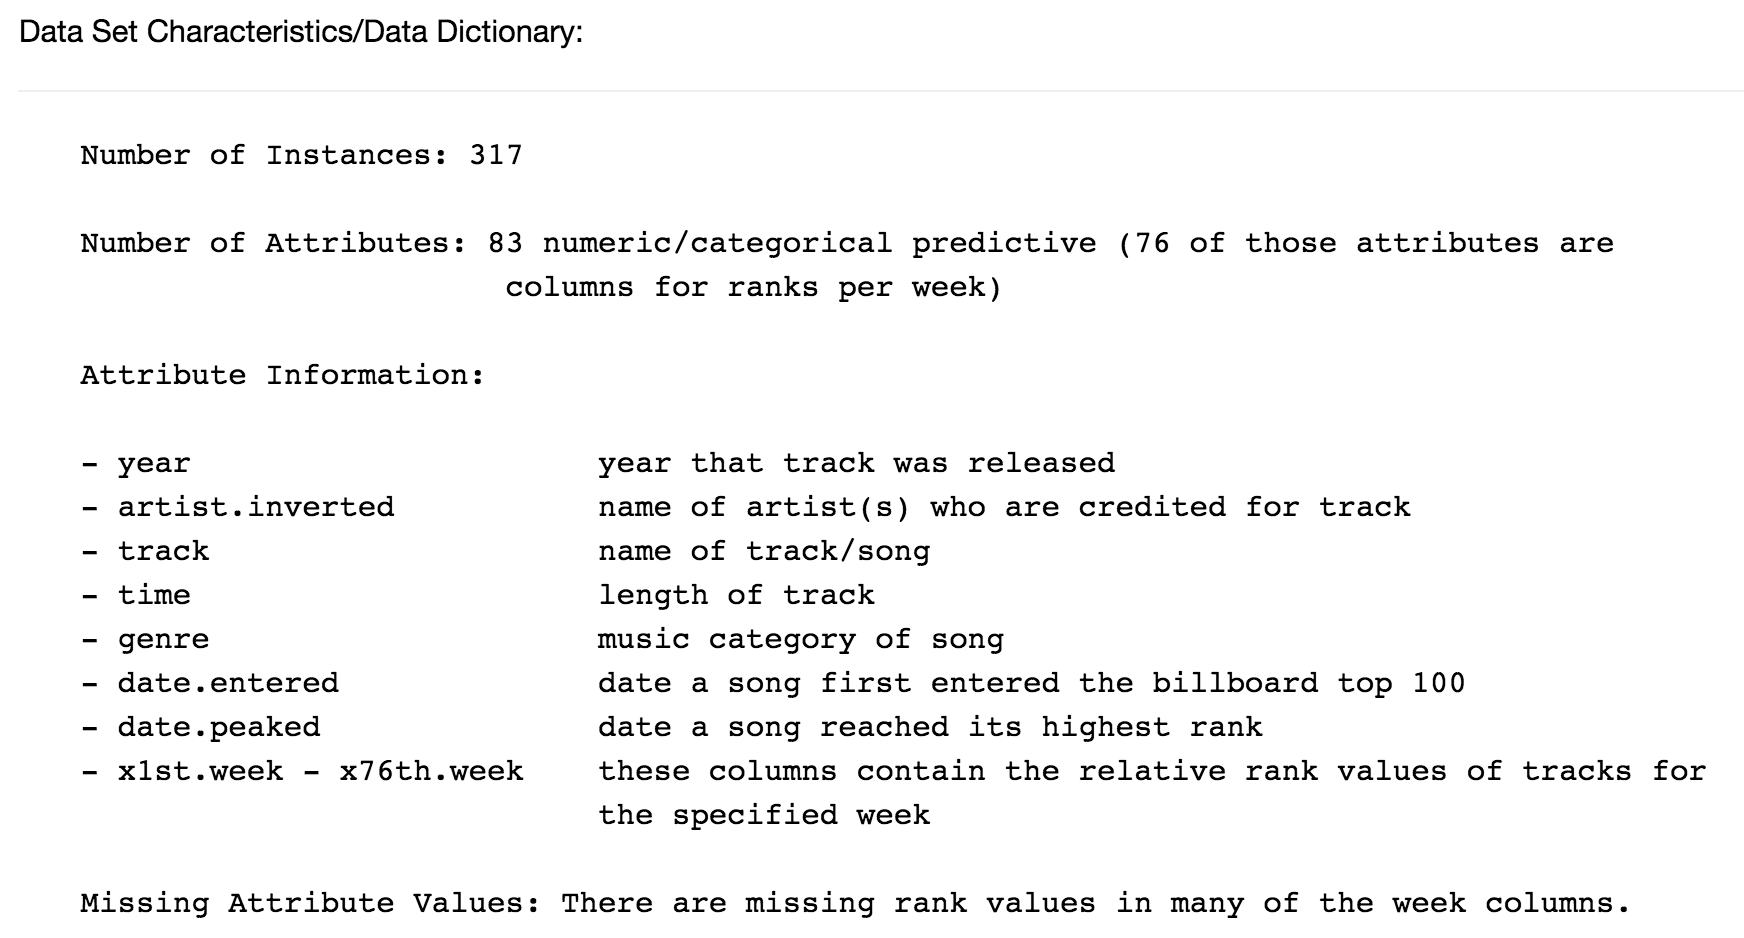 Data Set Characteristics/Data Dictionary:
Number of Instances: 317
Number of Attributes: 83 numeric/categorical predictive (76 of those attributes are
columns for ranks per week)
Attribute Information:
- year year that track was released
- artist.inverted name of artist(s) who are credited for track
- track name of track/song
- time length of track
- genre music category of song
- date.entered date a song first entered the billboard top 100
- date.peaked date a song reached its highest rank
- x1st.week - x76th.week these columns contain the relative rank values of tracks for
the specified week
Missing Attribute Values: There are missing rank values in many of the week columns.